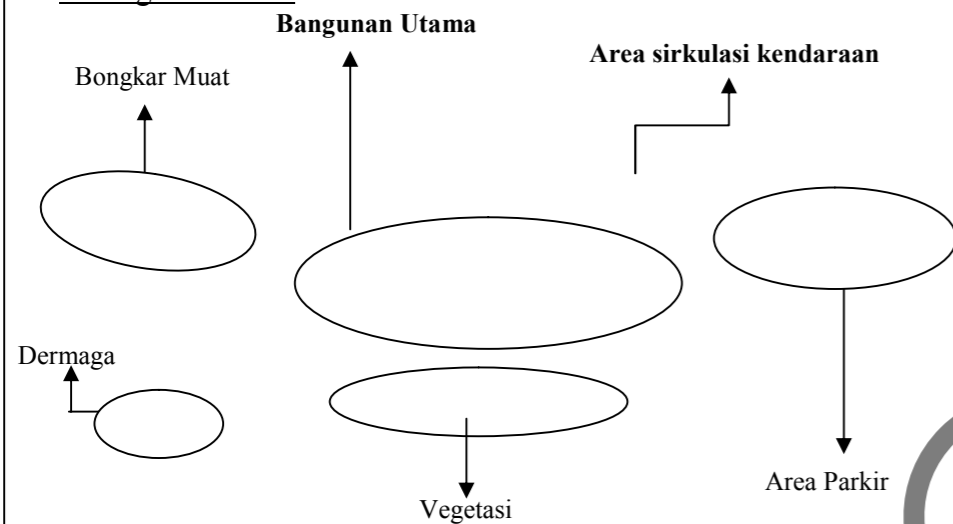 Bangunan Utama
Area sirkulasi kendaraan
Bongkar Muat
Dermaga
Area Parkir
Vegetasi